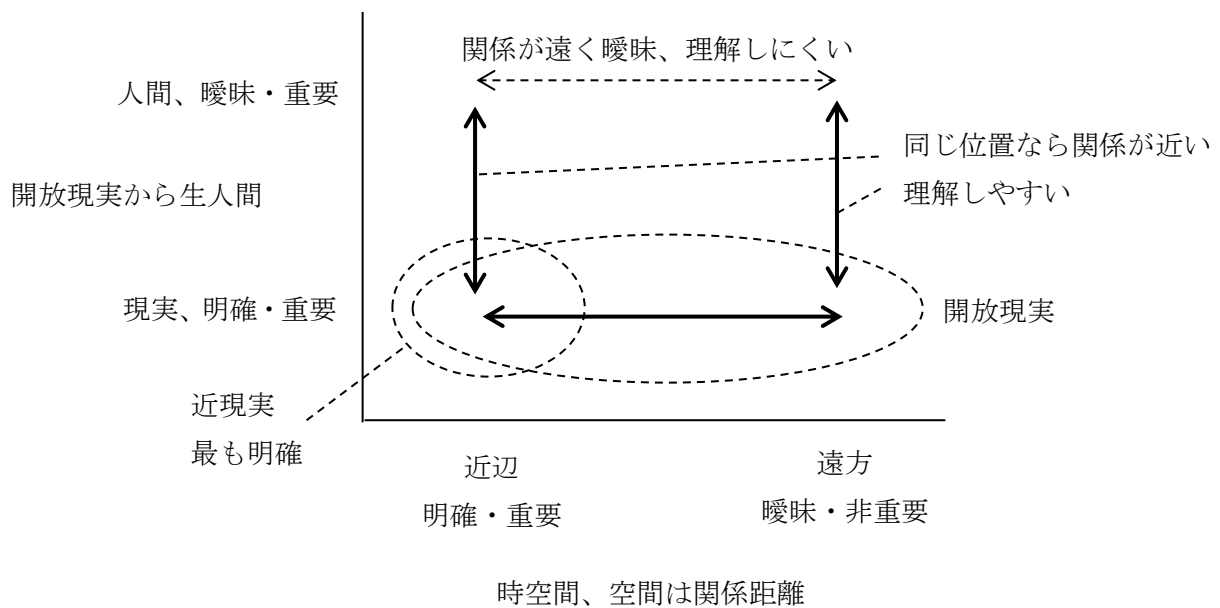 関係が遠く曖昧、理解しにくい
人間、曖昧・重要
同じ位置なら関係が近い
理解しやすい
開放現実から生人間
現実、明確・重要
開放現実
近現実
最も明確
近辺
明確・重要
遠方
曖昧・非重要
時空間、空間は関係距離